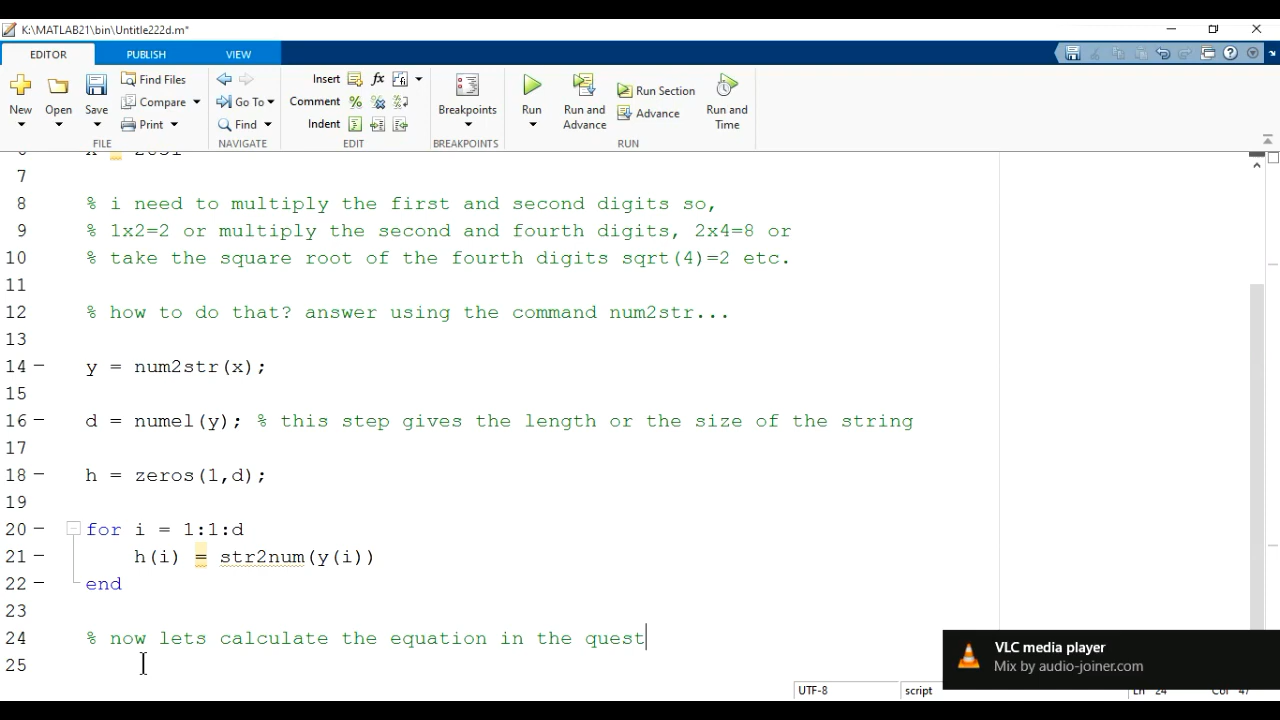 K:\MATLAB21\bin\Untitle222d.m*
EDITOR PUBLISH VIEW
New Open Save Find Files Compare Print
FILE
Go To Find
NAVIGATE
Insert fx
Comment %
Indent
EDIT
Breakpoints
BREAKPOINTS
Run Run and Advance Run Section Advance Run and Time
RUN
7
8 % i need to multiply the first and second digits so,
9 % 1x2=2 or multiply the second and fourth digits, 2x4=8 or
10 % take the square root of the fourth digits sqrt(4)=2 etc.
11
12 % how to do that? answer using the command num2str...
13
14 y = num2str(x);
15
16 d = numel(y); % this step gives the length or the size of the string
17
18 h = zeros(1,d);
19
20 for i = 1:1:d
21 h(i) = str2num(y(i))
22 end
23
24 % now lets calculate the equation in the quest
25
VLC media player
Mix by audio-joiner.com
UTF-8 script Ln 24 Col 47